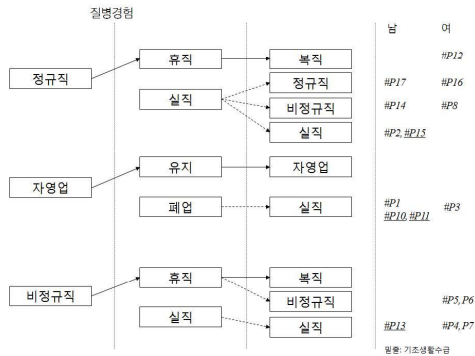 질병경험
남 여
휴직 복직 #P12
정규직
정규직 #P17 #P16
실직
비정규직 #P14 #P8
실직 #P2, #P15
유지 자영업
자영업
폐업 실직 #P1 #P3
#P10, #P11
휴직 복직
비정규직
비정규직 #P5, P6
실직
실직 #P13 #P4, P7
밑줄: 기초생활수급